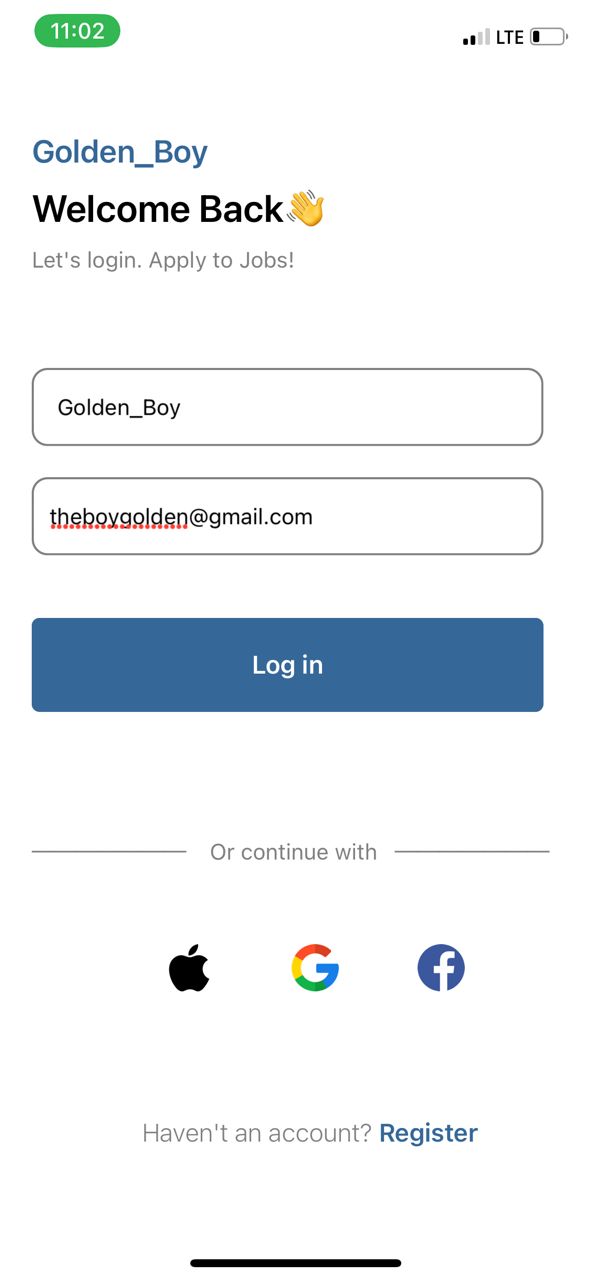 11:02
LTE
Golden_Boy
Welcome Back👋
Let's login. Apply to Jobs!
Golden_Boy
theboygolden@gmail.com
Log in
Or continue with
Haven't an account? Register